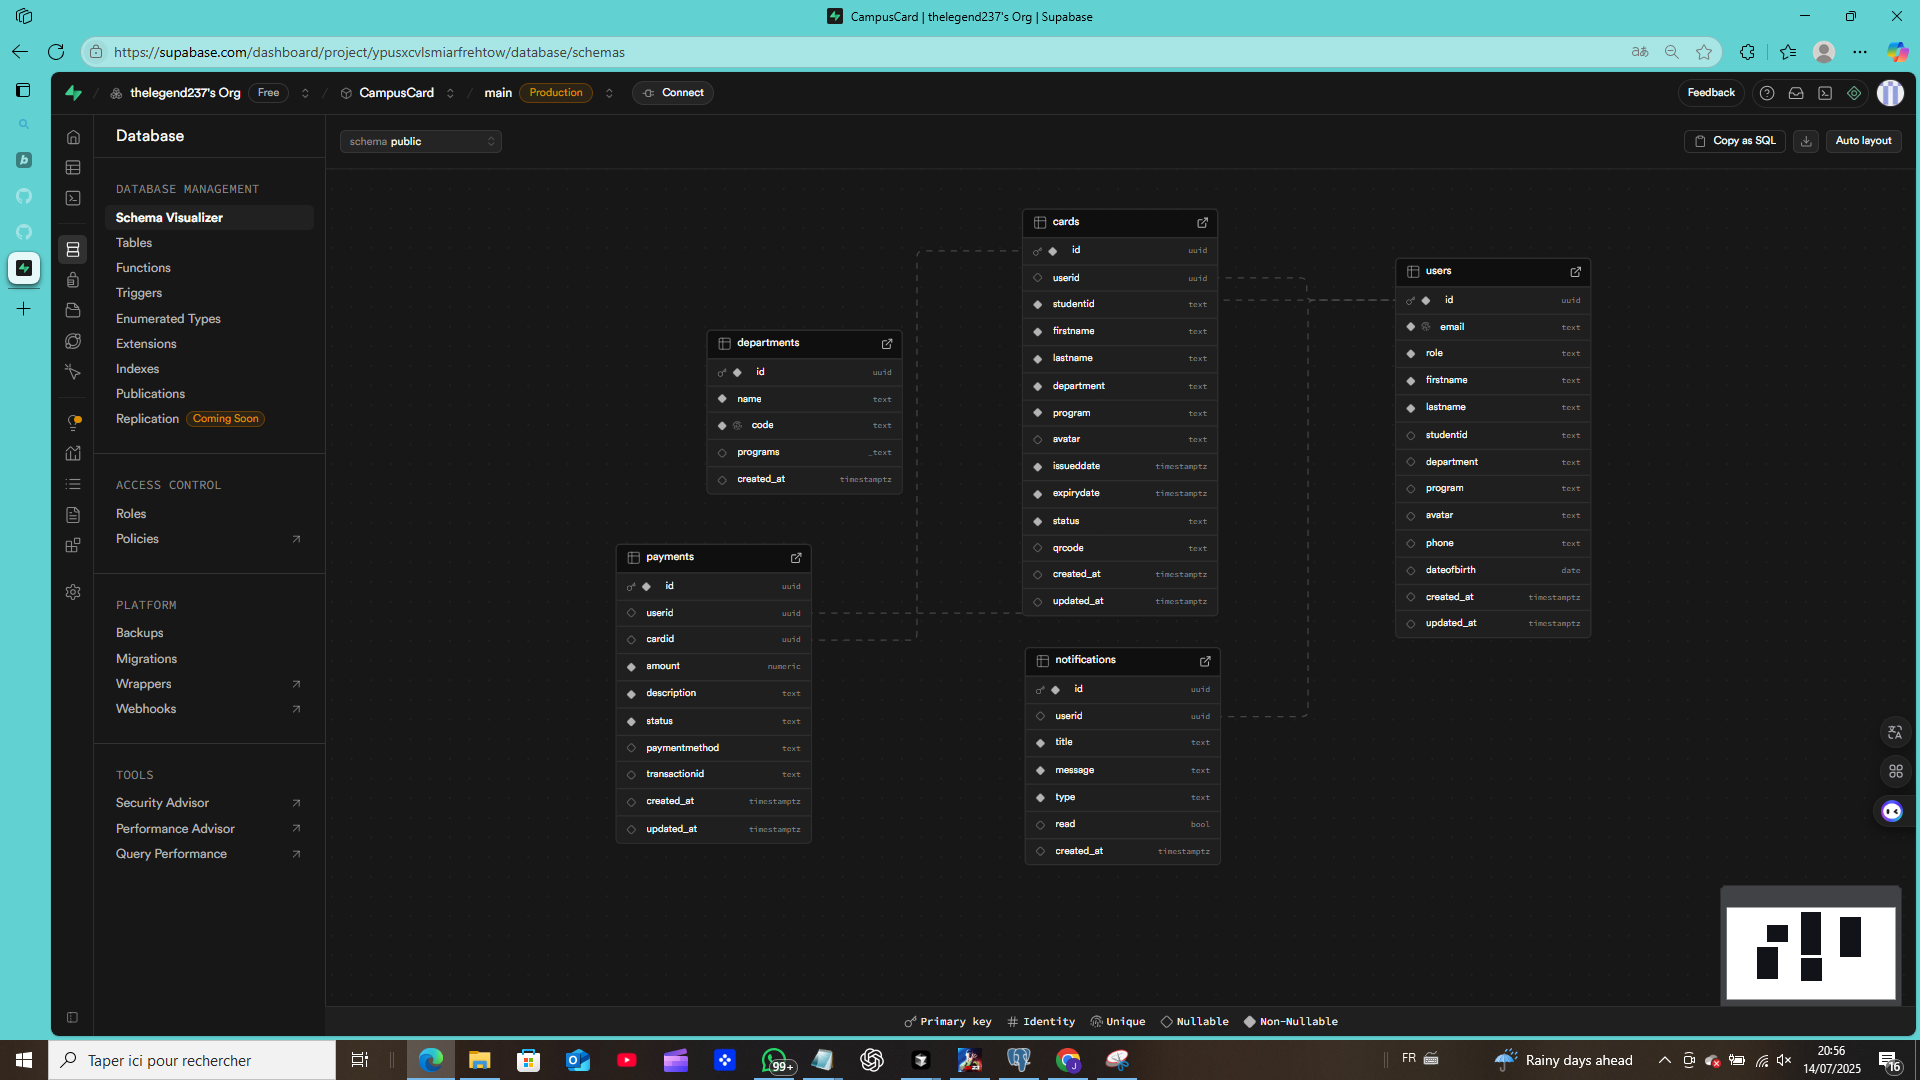 CampusCard | thelegend237's Org | Supabase
https://supabase.com/dashboard/project/ypusxcvlsmiarfrehtow/database/schemas
thelegend237's Org Free / CampusCard / main Production Connect
Feedback
Database
schema public
Copy as SQL
Auto layout
DATABASE MANAGEMENT
Schema Visualizer
Tables
Functions
Triggers
Enumerated Types
Extensions
Indexes
Publications
Replication Coming Soon
ACCESS CONTROL
Roles
Policies
PLATFORM
Backups
Migrations
Wrappers
Webhooks
TOOLS
Security Advisor
Performance Advisor
Query Performance
departments
id uuid
name text
code text
programs _text
created_at timestamptz
payments
id uuid
userid uuid
cardid uuid
amount numeric
description text
status text
paymentmethod text
transactionid text
created_at timestamptz
updated_at timestamptz
cards
id uuid
userid uuid
studentid text
firstname text
lastname text
department text
program text
avatar text
issueddate timestamptz
expirydate timestamptz
status text
qrcode text
created_at timestamptz
updated_at timestamptz
notifications
id uuid
userid uuid
title text
message text
type text
read bool
created_at timestamptz
users
id uuid
email text
role text
firstname text
lastname text
studentid text
department text
program text
avatar text
phone text
dateofbirth date
created_at timestamptz
updated_at timestamptz
Primary key Identity Unique Nullable Non-Nullable
Taper ici pour rechercher
99+
FR
Rainy days ahead
20:56
14/07/2025
16